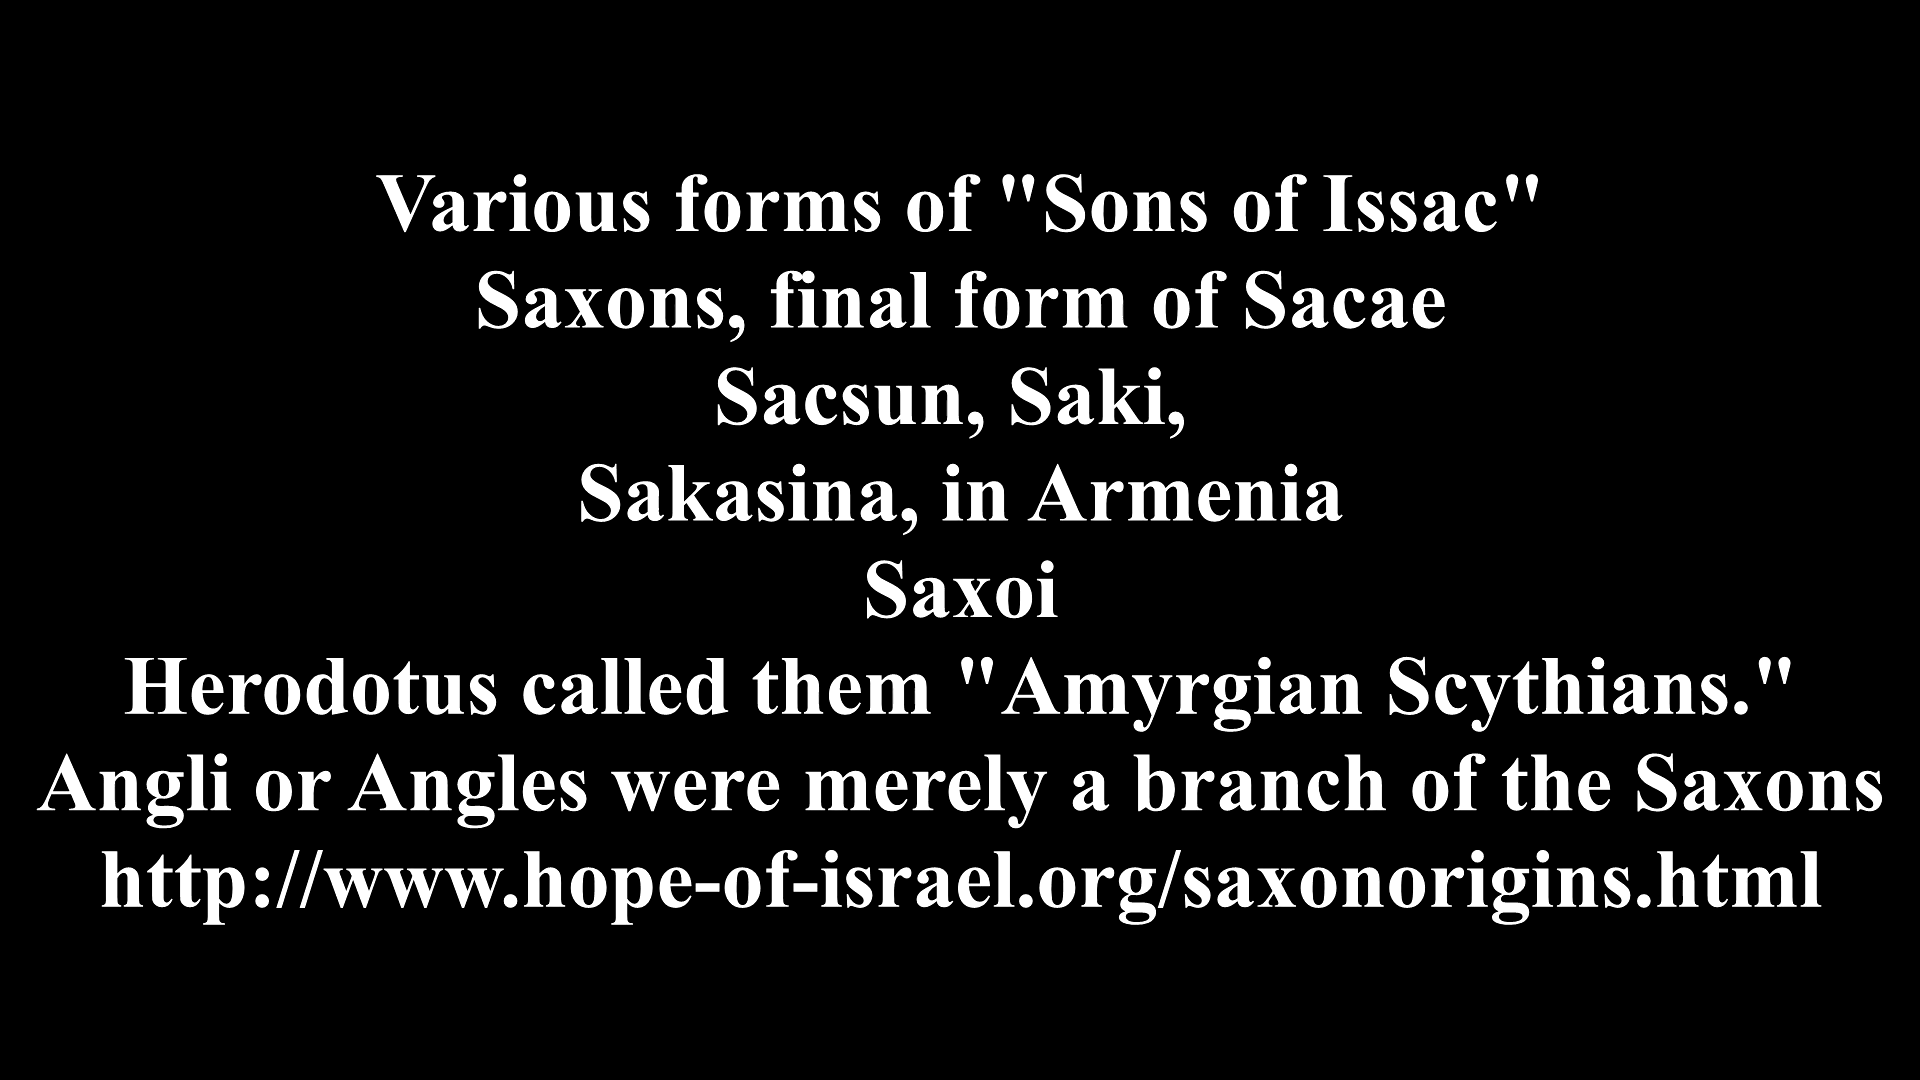 Various forms of "Sons of Issac"
Saxons, final form of Sacae
Sacsun, Saki,
Sakasina, in Armenia
Saxoi
Herodotus called them "Amyrgian Scythians."
Angli or Angles were merely a branch of the Saxons
http://www.hope-of-israel.org/saxonorigins.html